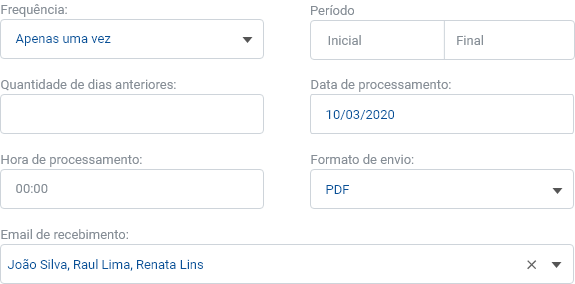 Frequência:
Período
Apenas uma vez
Inicial
Final
Quantidade de dias anteriores:
Data de processamento:
10/03/2020
Hora de processamento:
Formato de envio:
00:00
PDF
Email de recebimento:
João Silva, Raul Lima, Renata Lins